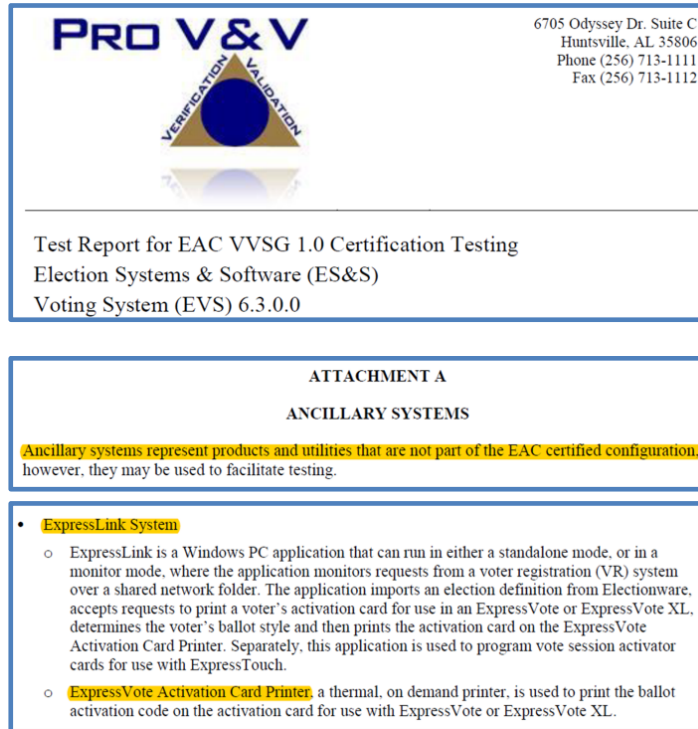 PRO V&V
VERIFICATION
VALIDATION
6705 Odyssey Dr. Suite C
Huntsville, AL 35806
Phone (256) 713-1111
Fax (256) 713-1112
Test Report for EAC VVSG 1.0 Certification Testing
Election Systems & Software (ES&S)
Voting System (EVS) 6.3.0.0
ATTACHMENT A
ANCILLARY SYSTEMS
Ancillary systems represent products and utilities that are not part of the EAC certified configuration,
however, they may be used to facilitate testing.
• ExpressLink System
o ExpressLink is a Windows PC application that can run in either a standalone mode, or in a
monitor mode, where the application monitors requests from a voter registration (VR) system
over a shared network folder. The application imports an election definition from Electionware,
accepts requests to print a voter's activation card for use in an ExpressVote or ExpressVote XL,
determines the voter's ballot style and then prints the activation card on the ExpressVote
Activation Card Printer. Separately, this application is used to program vote session activator
cards for use with ExpressTouch.
o ExpressVote Activation Card Printer, a thermal, on demand printer, is used to print the ballot
activation code on the activation card for use with ExpressVote or ExpressVote XL.